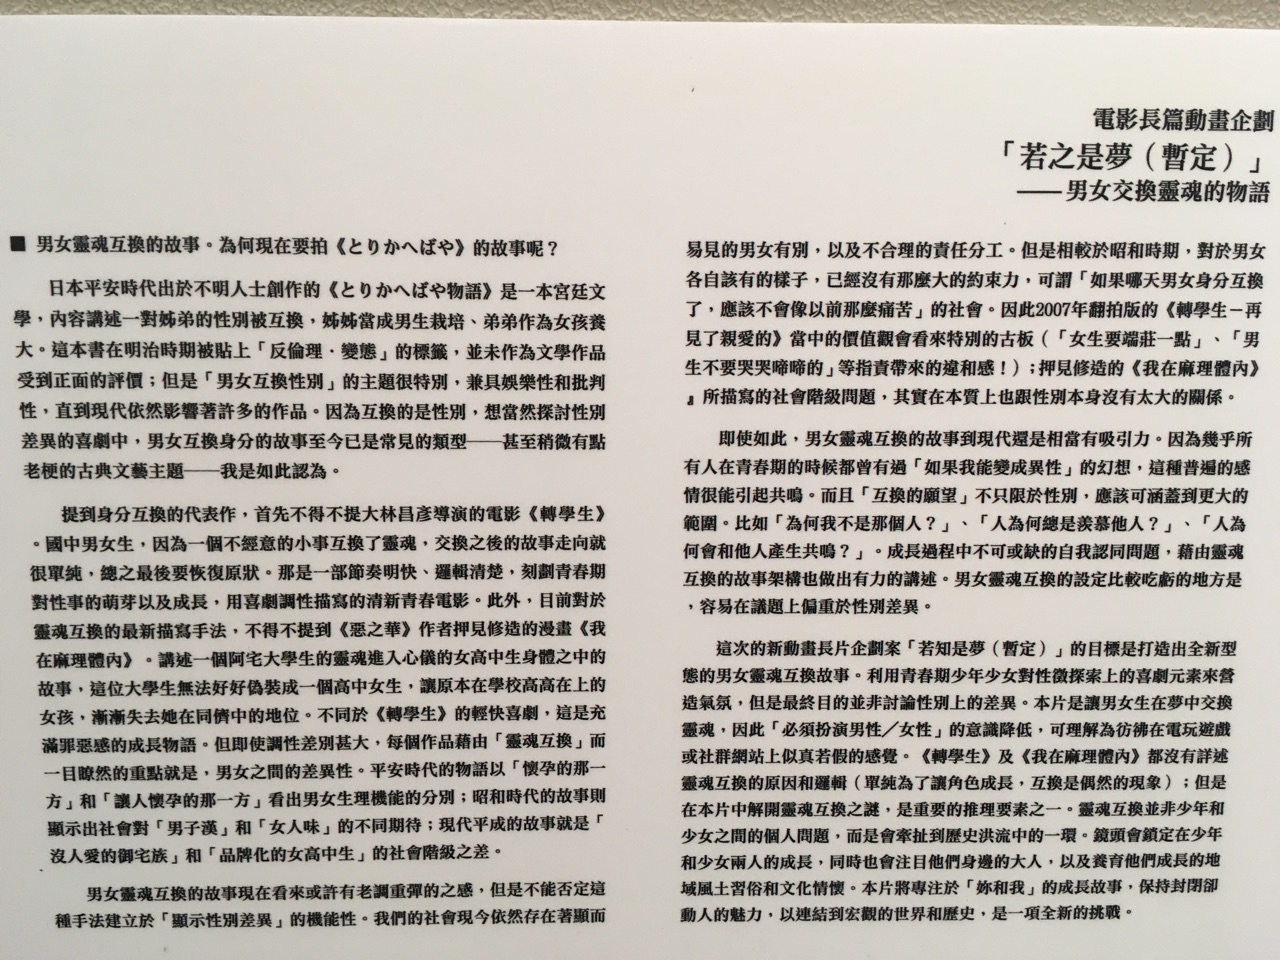 電影長篇動畫企劃
「若之是夢（暫定）」
——男女交換靈魂的物語
■ 男女靈魂互換的故事。為何現在要拍《とりかへばや》的故事呢？
日本平安時代出於不明人士創作的《とりかへばや物語》是一本宮廷文
學，內容講述一對姊弟的性別被互換，姊姊當成男生栽培、弟弟作為女孩養
大。這本書在明治時期被貼上「反倫理・變態」的標籤，並未作為文學作品
受到正面的評價；但是「男女互換性別」的主題很特別，兼具娛樂性和批判
性，直到現代依然影響著許多的作品。因為互換的是性別，想當然探討性別
差異的喜劇中，男女互換身分的故事至今已是常見的類型——甚至稍微有點
老梗的古典文藝主題——我是如此認為。
提到身分互換的代表作，首先不得不提大林昌彥導演的電影《轉學生》
。國中男女生，因為一個不經意的小事互換了靈魂，交換之後的故事走向就
很單純，總之最後要恢復原狀。那是一部節奏明快、邏輯清楚，刻劃青春期
對性事的萌芽以及成長，用喜劇調性描寫的清新青春電影。此外，目前對於
靈魂互換的最新描寫手法，不得不提到《惡之華》作者押見修造的漫畫《我
在麻理體內》。講述一個阿宅大學生的靈魂進入心儀的女高中生身體之中的
故事，這位大學生無法好好偽裝成一個高中女生，讓原本在學校高高在上的
女孩，漸漸失去她在同儕中的地位。不同於《轉學生》的輕快喜劇，這是充
滿罪惡感的成長物語。但即使調性差別甚大，每個作品藉由「靈魂互換」而
一目瞭然的重點就是，男女之間的差異性。平安時代的物語以「懷孕的那一
方」和「讓人懷孕的那一方」看出男女生理機能的分別；昭和時代的故事則
顯示出社會對「男子漢」和「女人味」的不同期待；現代平成的故事就是「
沒人愛的御宅族」和「品牌化的女高中生」的社會階級之差。
男女靈魂互換的故事現在看來或許有老調重彈的之感，但是不能否定這
種手法建立於「顯示性別差異」的機能性。我們的社會現今依然存在著顯而
易見的男女有別，以及不合理的責任分工。但是相較於昭和時期，對於男女
各自該有的樣子，已經沒有那麼大的約束力，可謂「如果哪天男女身分互換
了，應該不會像以前那麼痛苦」的社會。因此2007年翻拍版的《轉學生－再
見了親愛的》當中的價值觀會看來特別的古板（「女生要端莊一點」、「男
生不要哭哭啼啼的」等指責帶來的違和感！）；押見修造的《我在麻理體內》
』所描寫的社會階級問題，其實在本質上也跟性別本身沒有太大的關係。
即使如此，男女靈魂互換的故事到現代還是相當有吸引力。因為幾乎所
有人在青春期的時候都曾有過「如果我能變成異性」的幻想，這種普遍的感
情很能引起共鳴。而且「互換的願望」不只限於性別，應該可涵蓋到更大的
範圍。比如「為何我不是那個人？」、「人為何總是羨慕他人？」、「人為
何會和他人產生共鳴？」。成長過程中不可或缺的自我認同問題，藉由靈魂
互換的故事架構也做出有力的講述。男女靈魂互換的設定比較吃虧的地方是
，容易在議題上偏重於性別差異。
這次的新動畫長片企劃案「若知是夢（暫定）」的目標是打造出全新型
態的男女靈魂互換故事。利用青春期少年少女對性徵探索上的喜劇元素來營
造氣氛，但是最終目的並非討論性別上的差異。本片是讓男女生在夢中交換
靈魂，因此「必須扮演男性／女性」的意識降低，可理解為彷彿在電玩遊戲
或社群網站上似真若假的感覺。《轉學生》及《我在麻理體內》都沒有詳述
靈魂互換的原因和邏輯（單純為了讓角色成長，互換是偶然的現象）；但是
在本片中解開靈魂互換之謎，是重要的推理要素之一。靈魂互換並非少年和
少女之間的個人問題，而是會牽扯到歷史洪流中的一環。鏡頭會鎖定在少年
和少女兩人的成長，同時也會注目他們身邊的大人，以及養育他們成長的地
域風土習俗和文化情懷。本片將專注於「妳和我」的成長故事，保持封閉卻
動人的魅力，以連結到宏觀的世界和歷史，是一項全新的挑戰。